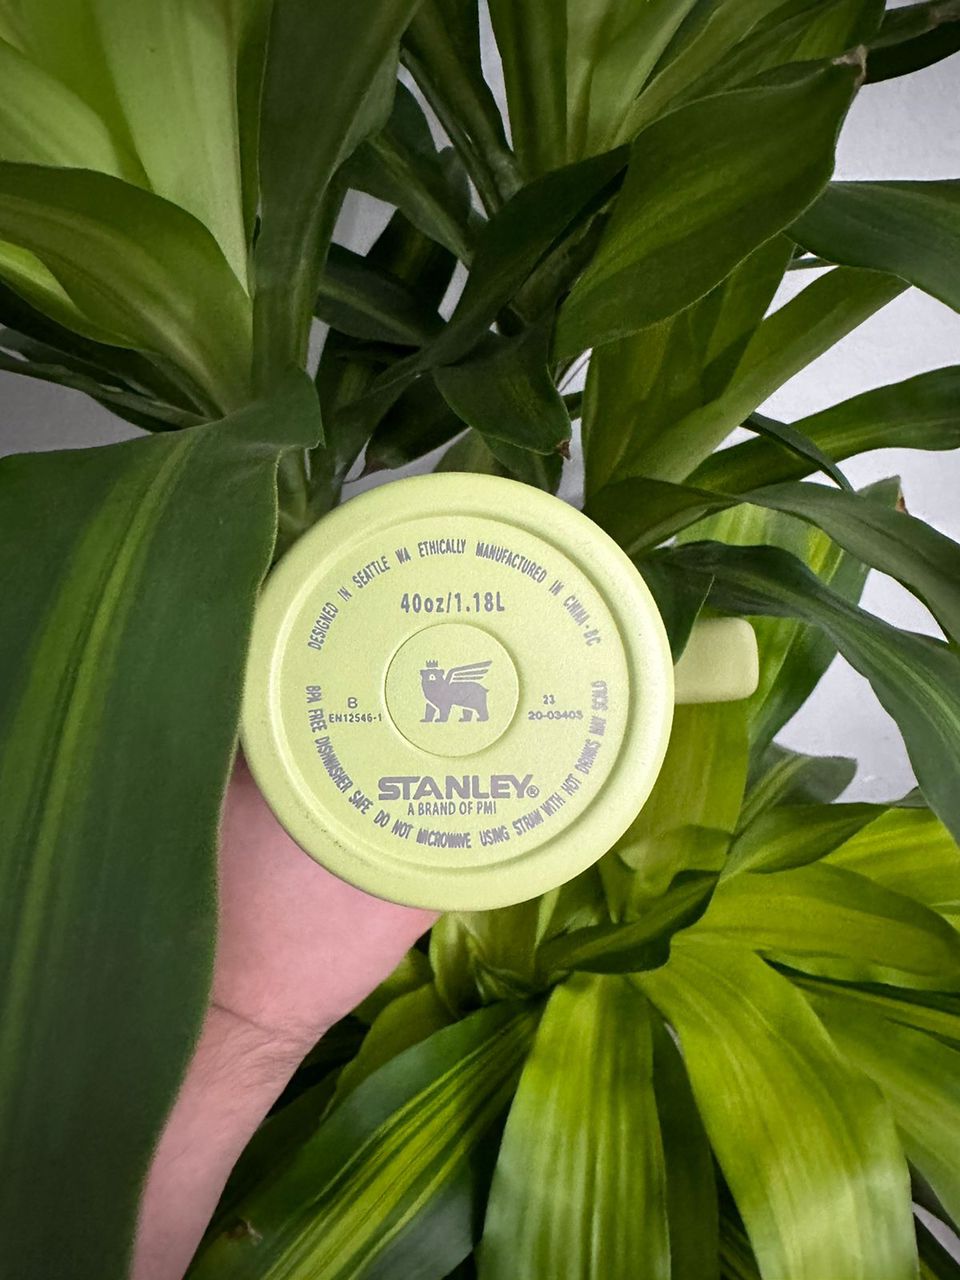 DESIGNED IN SEATTLE WA ETHICALLY MANUFACTURED IN CHINA - BC
40oz/1.18L
B
EN12546-1
23
20-03403
STANLEY®
A BRAND OF PMI
BPA FREE DISHWASHER SAFE DO NOT MICROWAVE USING STRAW WITH HOT DRINKS MAY SCALD